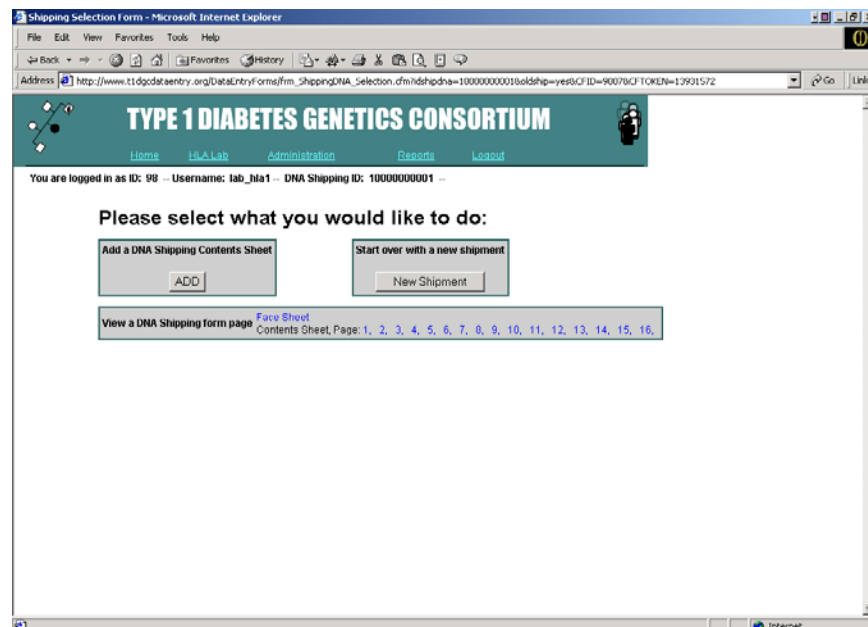 Shipping Selection Form - Microsoft Internet Explorer
File Edit View Favorites Tools Help
Back Favorites History
Address http://www.t1dgcdataentry.org/DataEntryForms/frm_ShippingDNA_Selection.cfm?idshipdna=10000000001&oldship=yes&CFID=9007&CFTOKEN=13931572 Go Link
TYPE 1 DIABETES GENETICS CONSORTIUM
Home HLA Lab Administration Reports Logout
You are logged in as ID: 98 -- Username: lab_hla1 -- DNA Shipping ID: 10000000001 --
Please select what you would like to do:
Add a DNA Shipping Contents Sheet Start over with a new shipment
ADD New Shipment
View a DNA Shipping form page Face Sheet
Contents Sheet, Page: 1, 2, 3, 4, 5, 6, 7, 8, 9, 10, 11, 12, 13, 14, 15, 16,
Internet